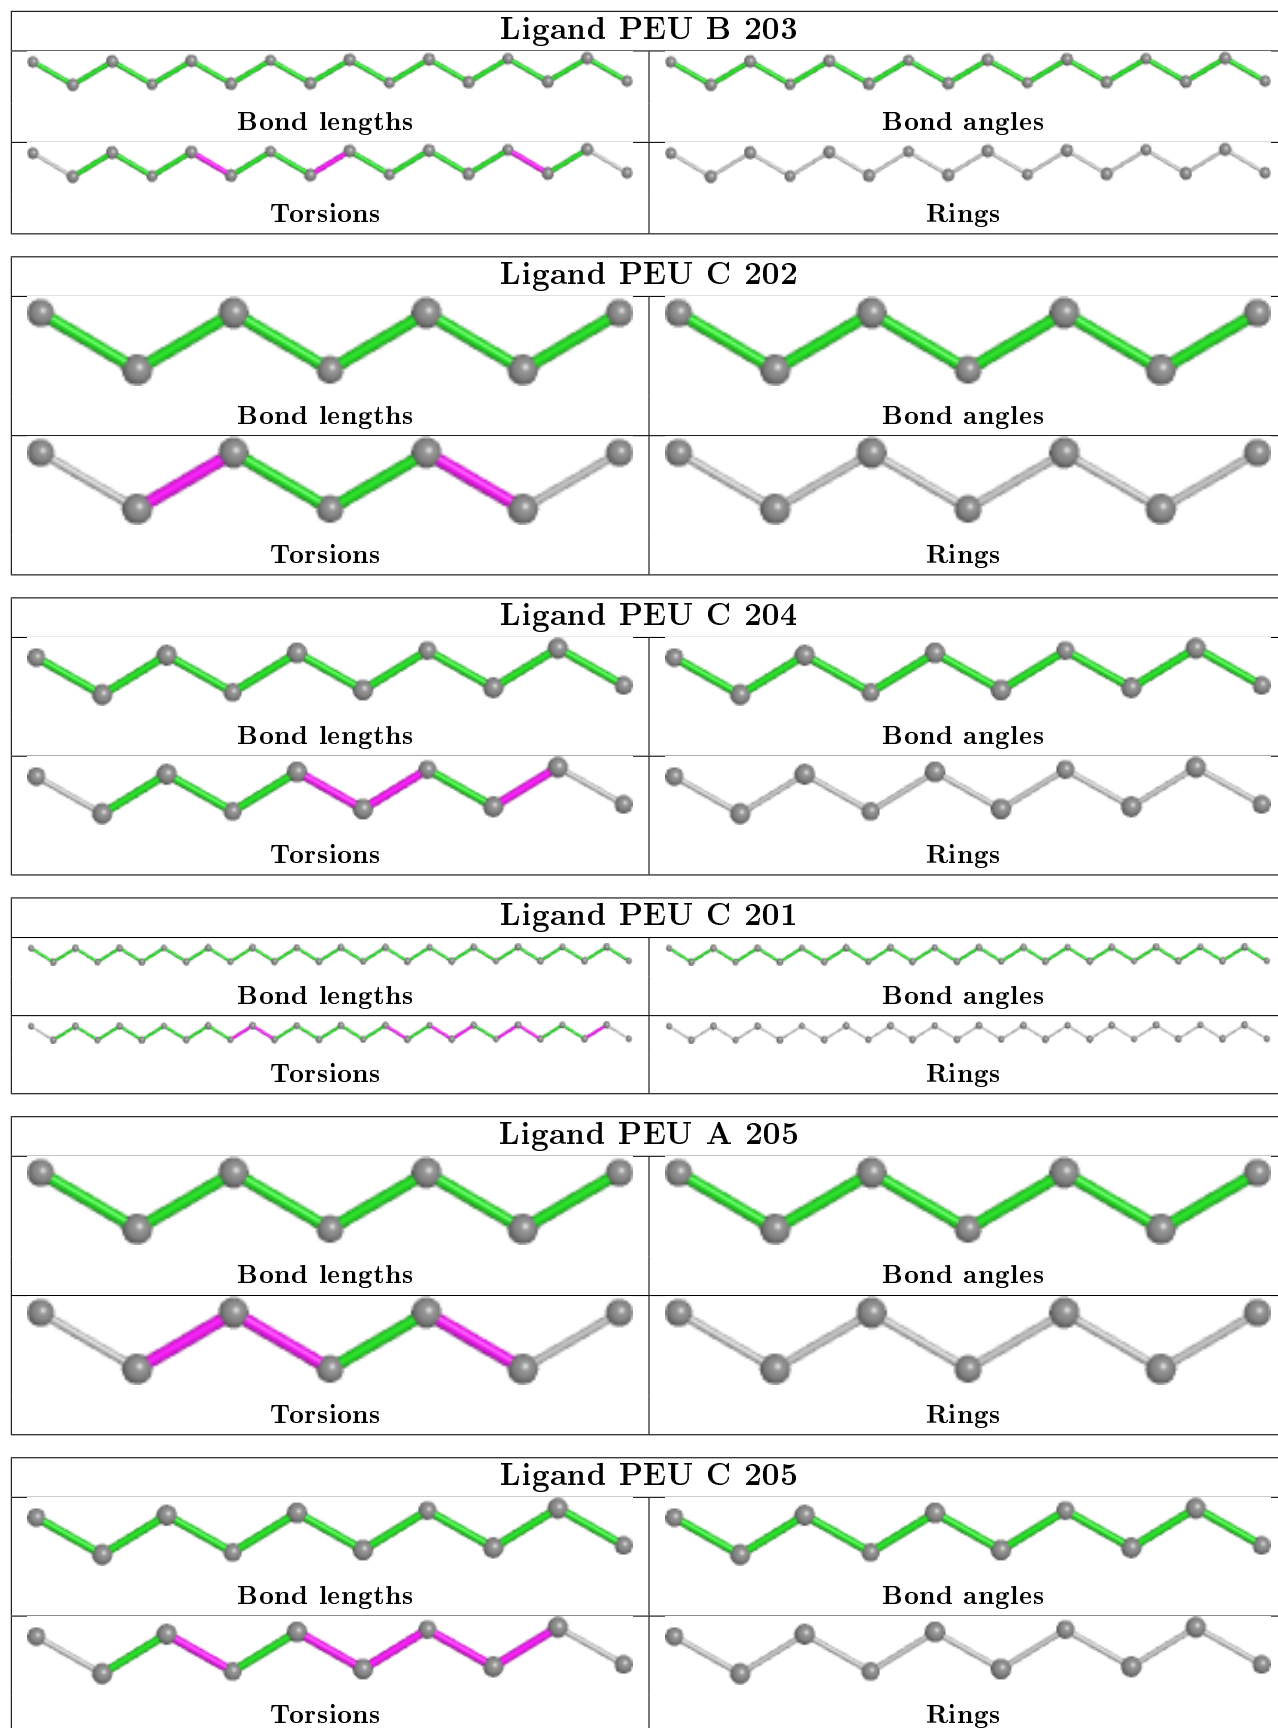 Ligand PEU B 203
Bond lengths Bond angles
Torsions Rings
Ligand PEU C 202
Bond lengths Bond angles
Torsions Rings
Ligand PEU C 204
Bond lengths Bond angles
Torsions Rings
Ligand PEU C 201
Bond lengths Bond angles
Torsions Rings
Ligand PEU A 205
Bond lengths Bond angles
Torsions Rings
Ligand PEU C 205
Bond lengths Bond angles
Torsions Rings